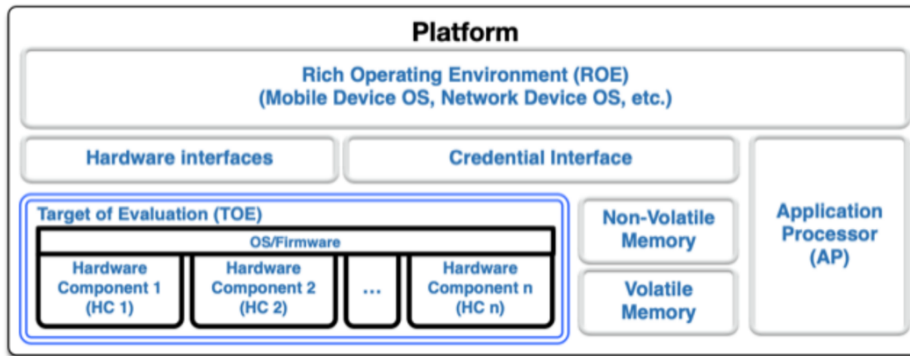 Platform
Rich Operating Environment (ROE)
(Mobile Device OS, Network Device OS, etc.)
Hardware interfaces
Credential Interface
Target of Evaluation (TOE)
OS/Firmware
Hardware
Component 1
(HC 1)
Hardware
Component 2
(HC 2)
...
Hardware
Component n
(HC n)
Non-Volatile
Memory
Volatile
Memory
Application
Processor
(AP)